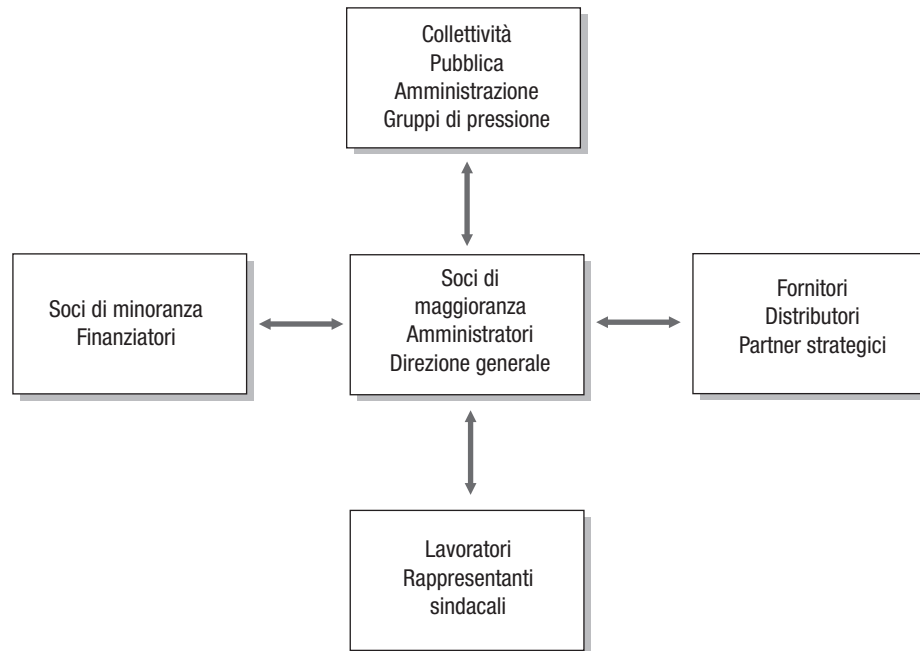 Collettività
Pubblica
Amministrazione
Gruppi di pressione
Soci di minoranza
Finanziatori
Soci di
maggioranza
Amministratori
Direzione generale
Fornitori
Distributori
Partner strategici
Lavoratori
Rappresentanti
sindacali